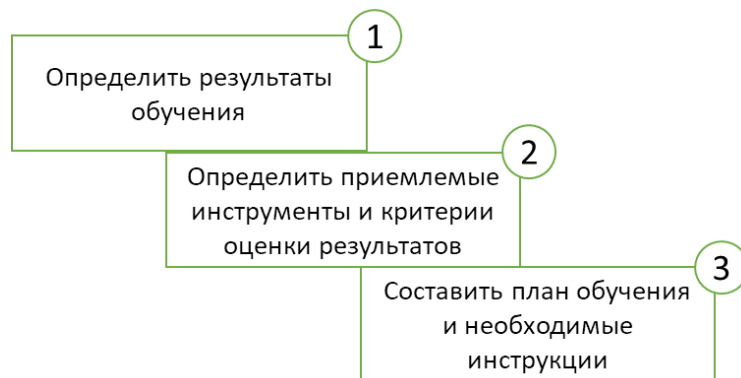 1
Определить результаты
обучения
2
Определить приемлемые
инструменты и критерии
оценки результатов
3
Составить план обучения
и необходимые
инструкции